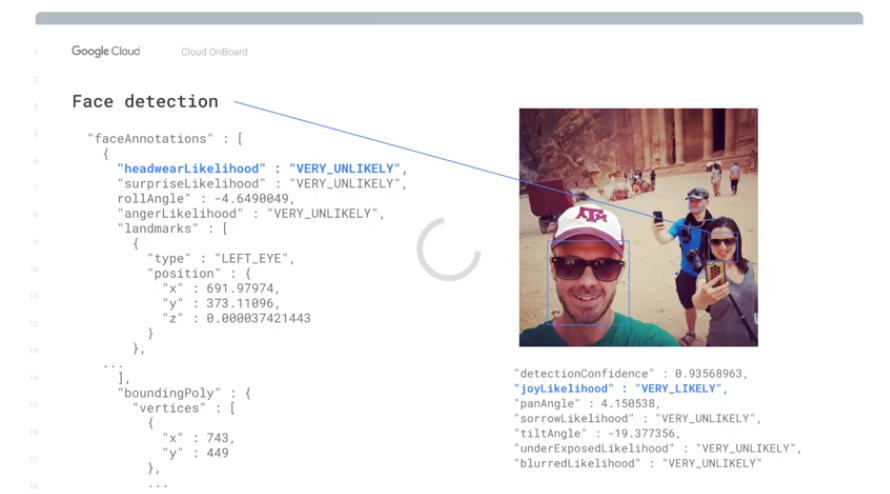 Google Cloud
Cloud OnBoard
Face detection
"faceAnnotations" : [
{
"headwearLikelihood" : "VERY_UNLIKELY",
"surpriseLikelihood" : "VERY_UNLIKELY",
rollAngle" : -4.6490049,
"angerLikelihood" : "VERY_UNLIKELY",
"landmarks" : [
{
"type" : "LEFT_EYE",
"position" : {
"x" : 691.97974,
"y" : 373.11096,
"z" : 0.000037421443
}
},
...
],
"boundingPoly" : {
"vertices" : [
{
"x" : 743,
"y" : 449
},
...
1
2
3
5
6
7
8
9
10
11
12
13
14
15
16
17
18
ATM
"detectionConfidence" : 0.93568963,
"joyLikelihood" : "VERY_LIKELY",
"panAngle" : 4.150538,
"sorrowLikelihood" : "VERY_UNLIKELY",
"tiltAngle" : -19.377356,
"underExposedLikelihood" : "VERY_UNLIKELY",
"blurredLikelihood" : "VERY_UNLIKELY"